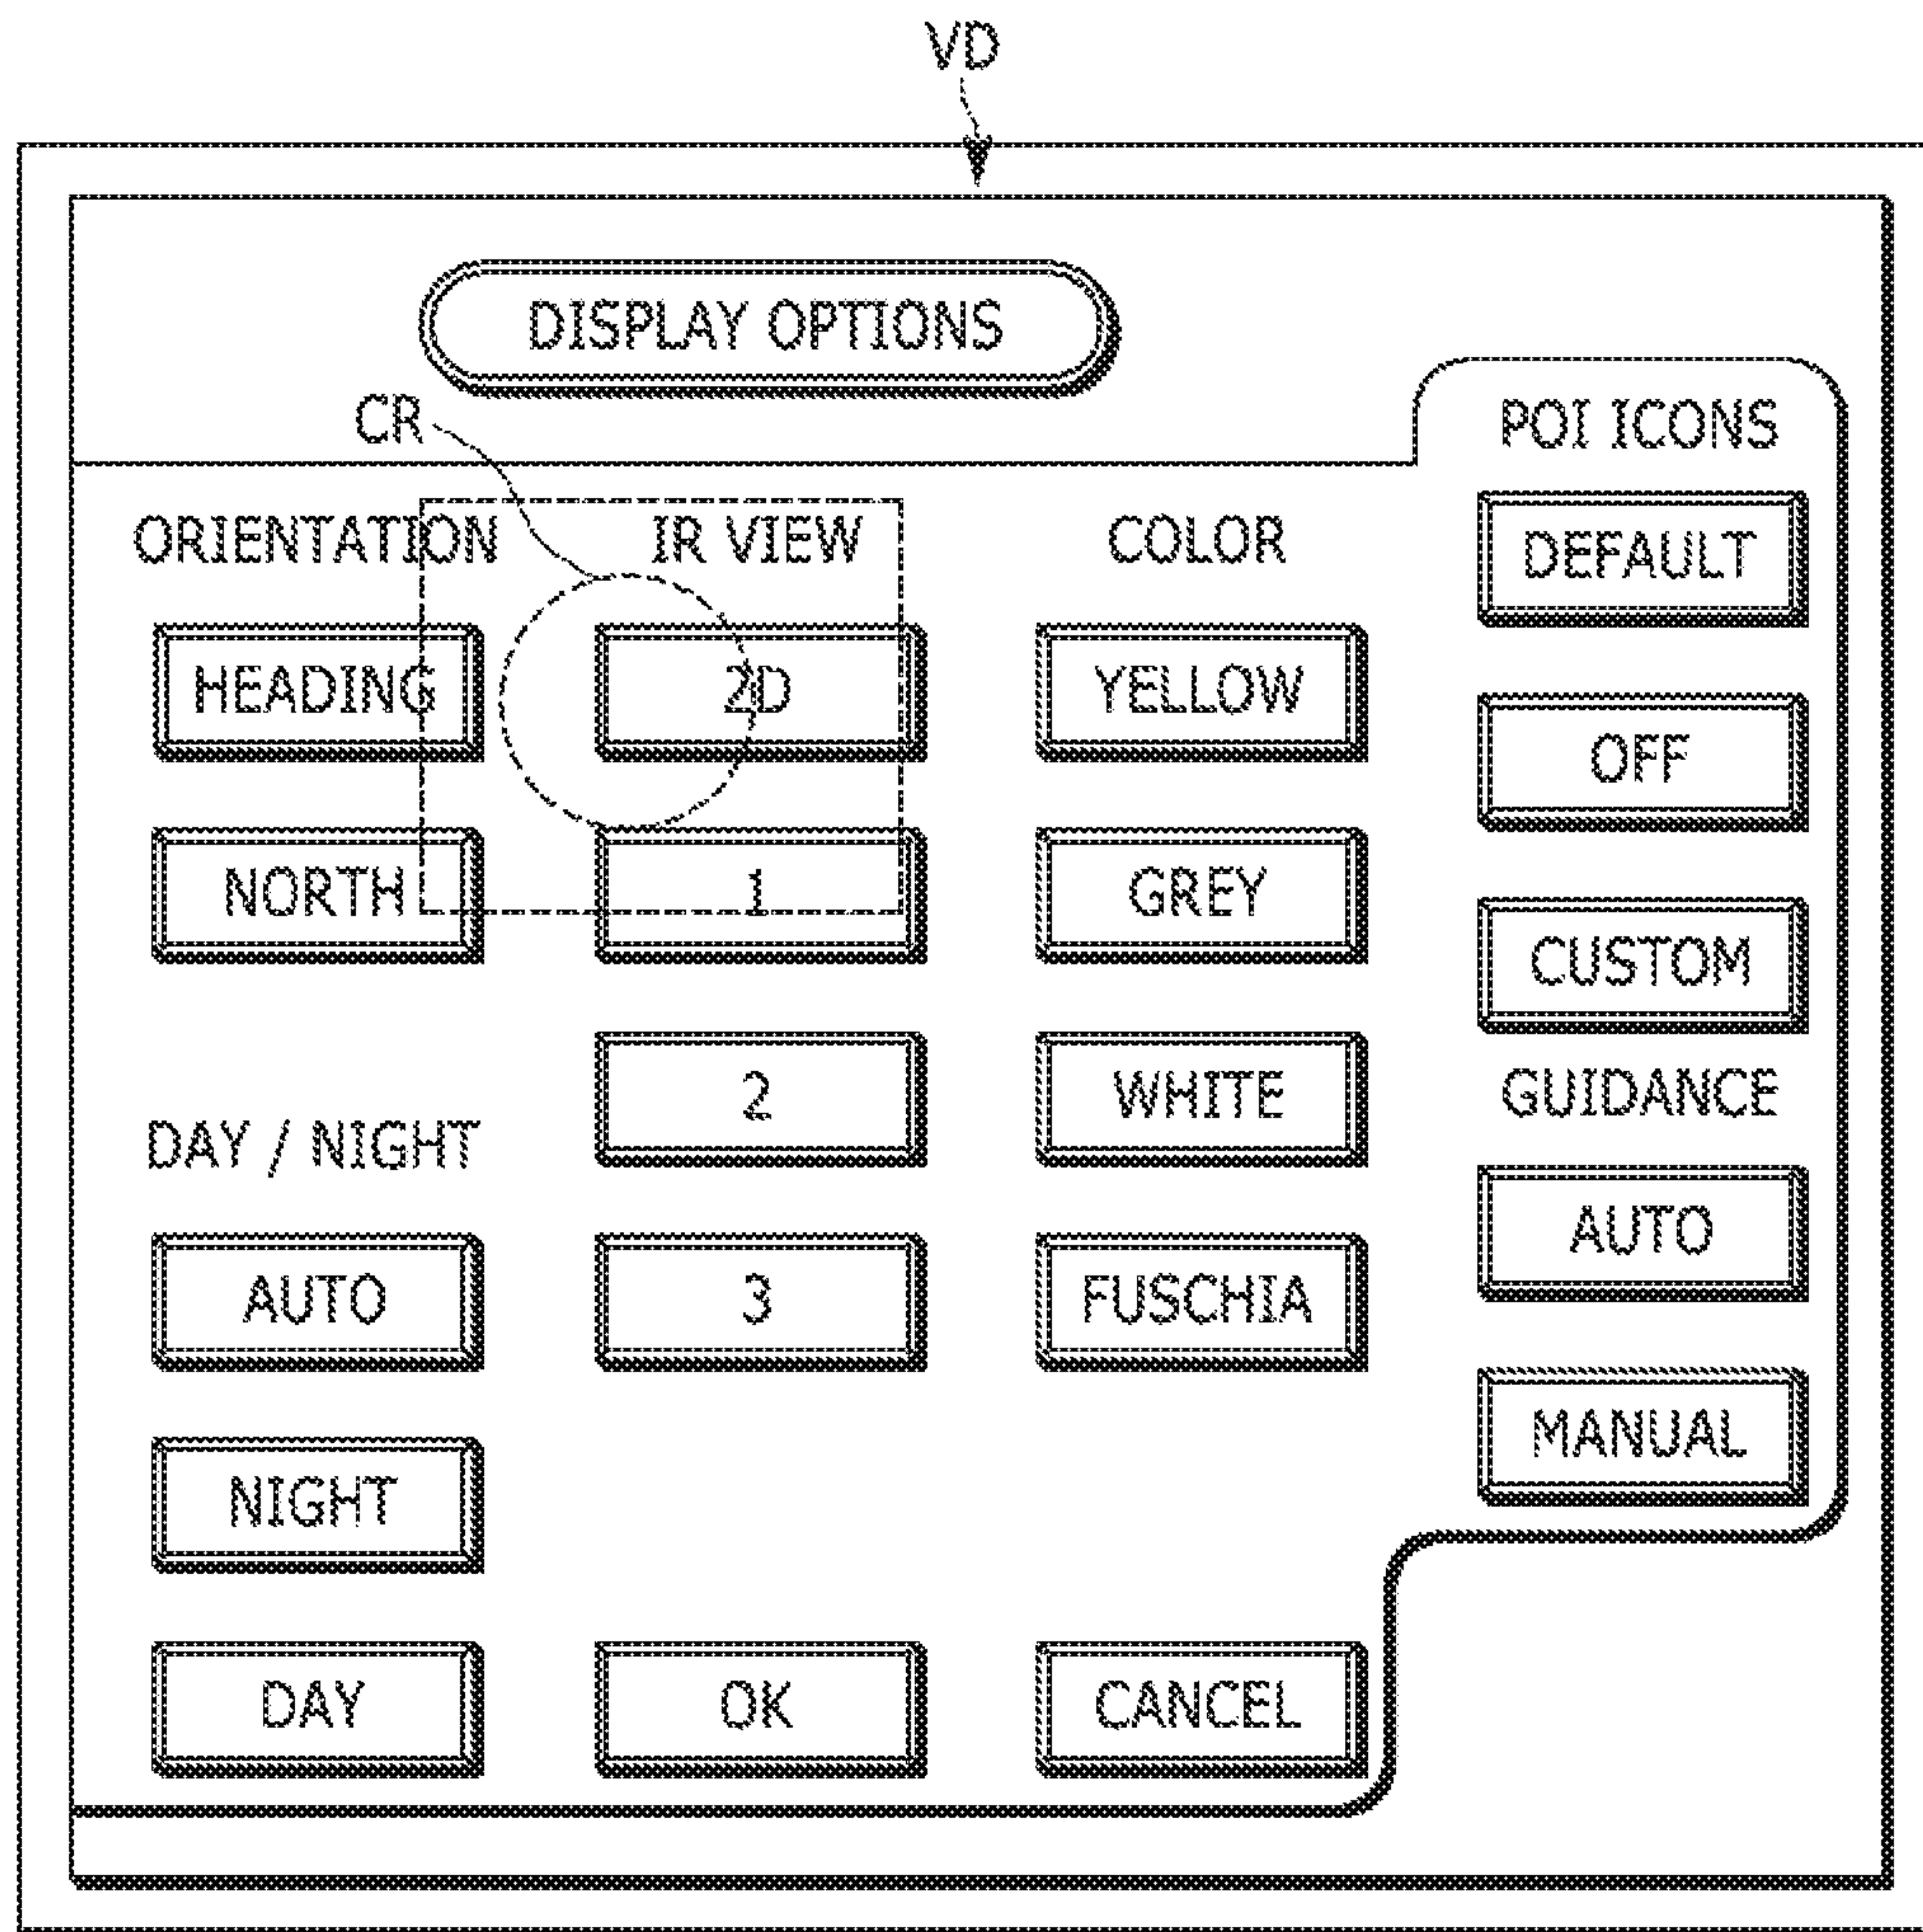 VD
DISPLAY OPTIONS
CR
POI ICONS
ORIENTATION IR VIEW COLOR
DEFAULT
HEADING 2D YELLOW
OFF
NORTH 1 GREY
CUSTOM
2 WHITE GUIDANCE
DAY / NIGHT
AUTO
AUTO 3 FUSCHIA
MANUAL
NIGHT
DAY OK CANCEL